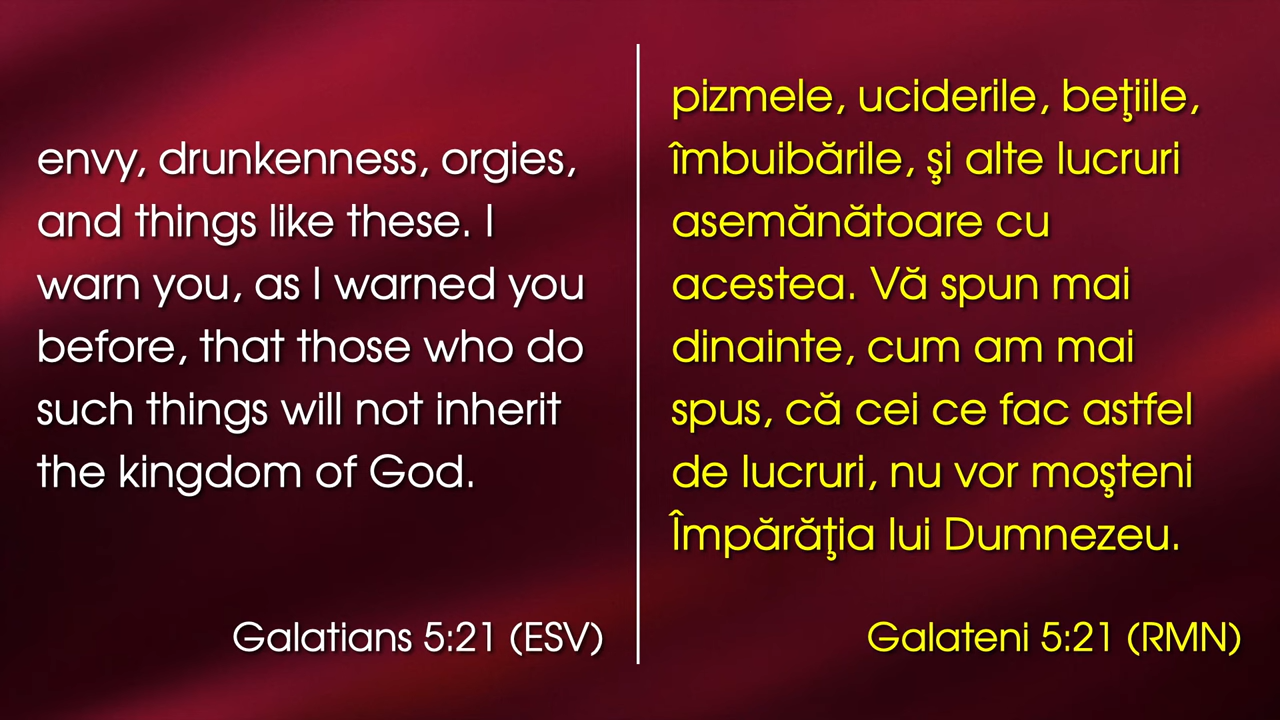 envy, drunkenness, orgies,
and things like these. I
warn you, as I warned you
before, that those who do
such things will not inherit
the kingdom of God.
Galatians 5:21 (ESV)
pizmele, uciderile, beţiile,
îmbuibările, şi alte lucruri
asemănătoare cu
acestea. Vă spun mai
dinainte, cum am mai
spus, că cei ce fac astfel
de lucruri, nu vor moşteni
Împărăţia lui Dumnezeu.
Galateni 5:21 (RMN)